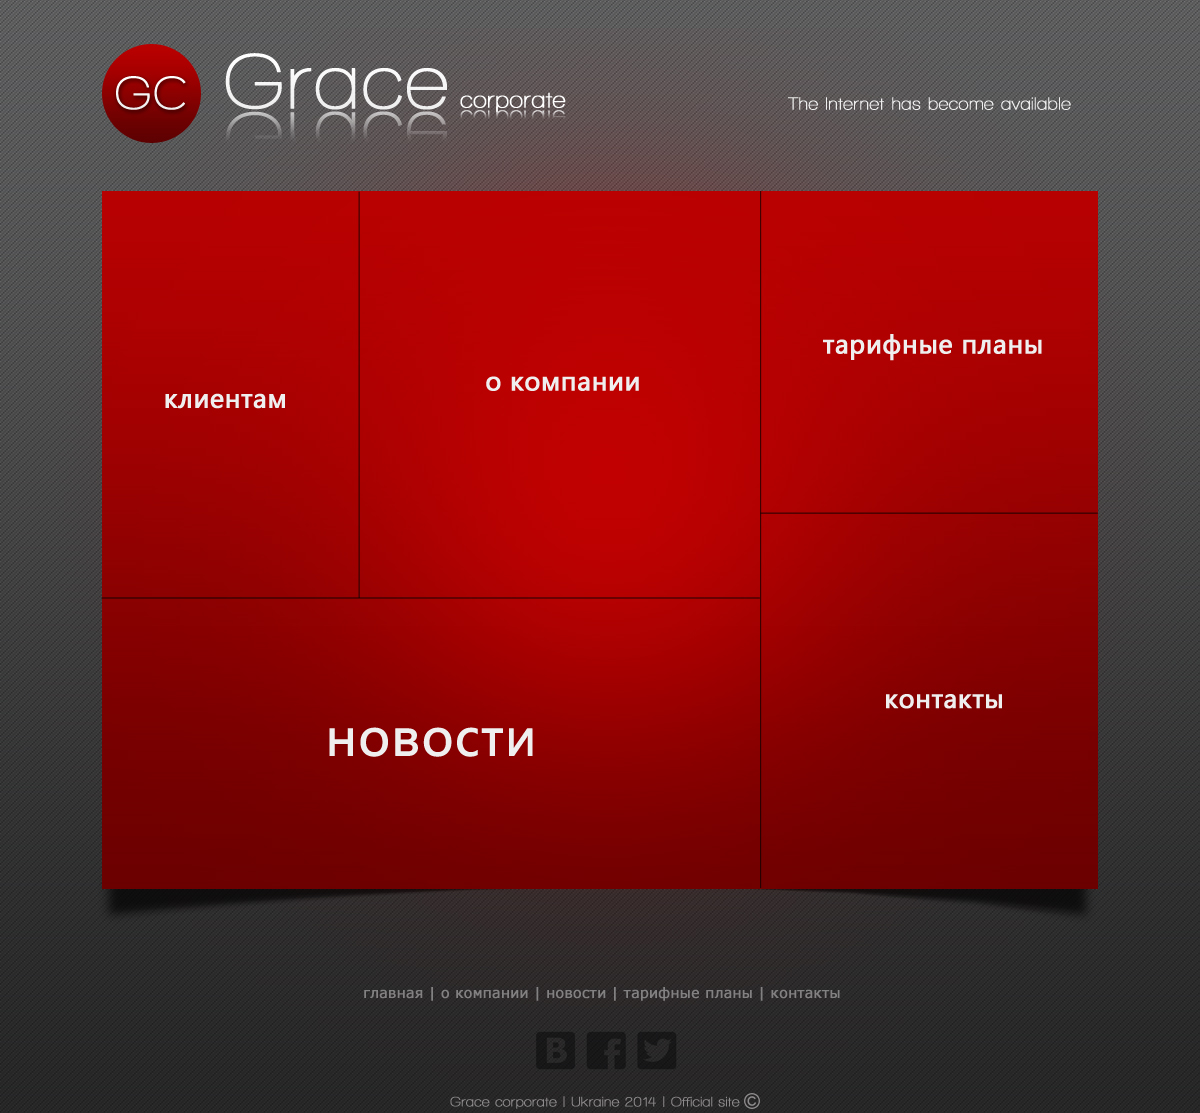 GC
Grace corporate
The Internet has become available
клиентам
о компании
тарифные планы
контакты
новости
главная | о компании | новости | тарифные планы | контакты
Grace corporate | Ukraine 2014 | Official site ©